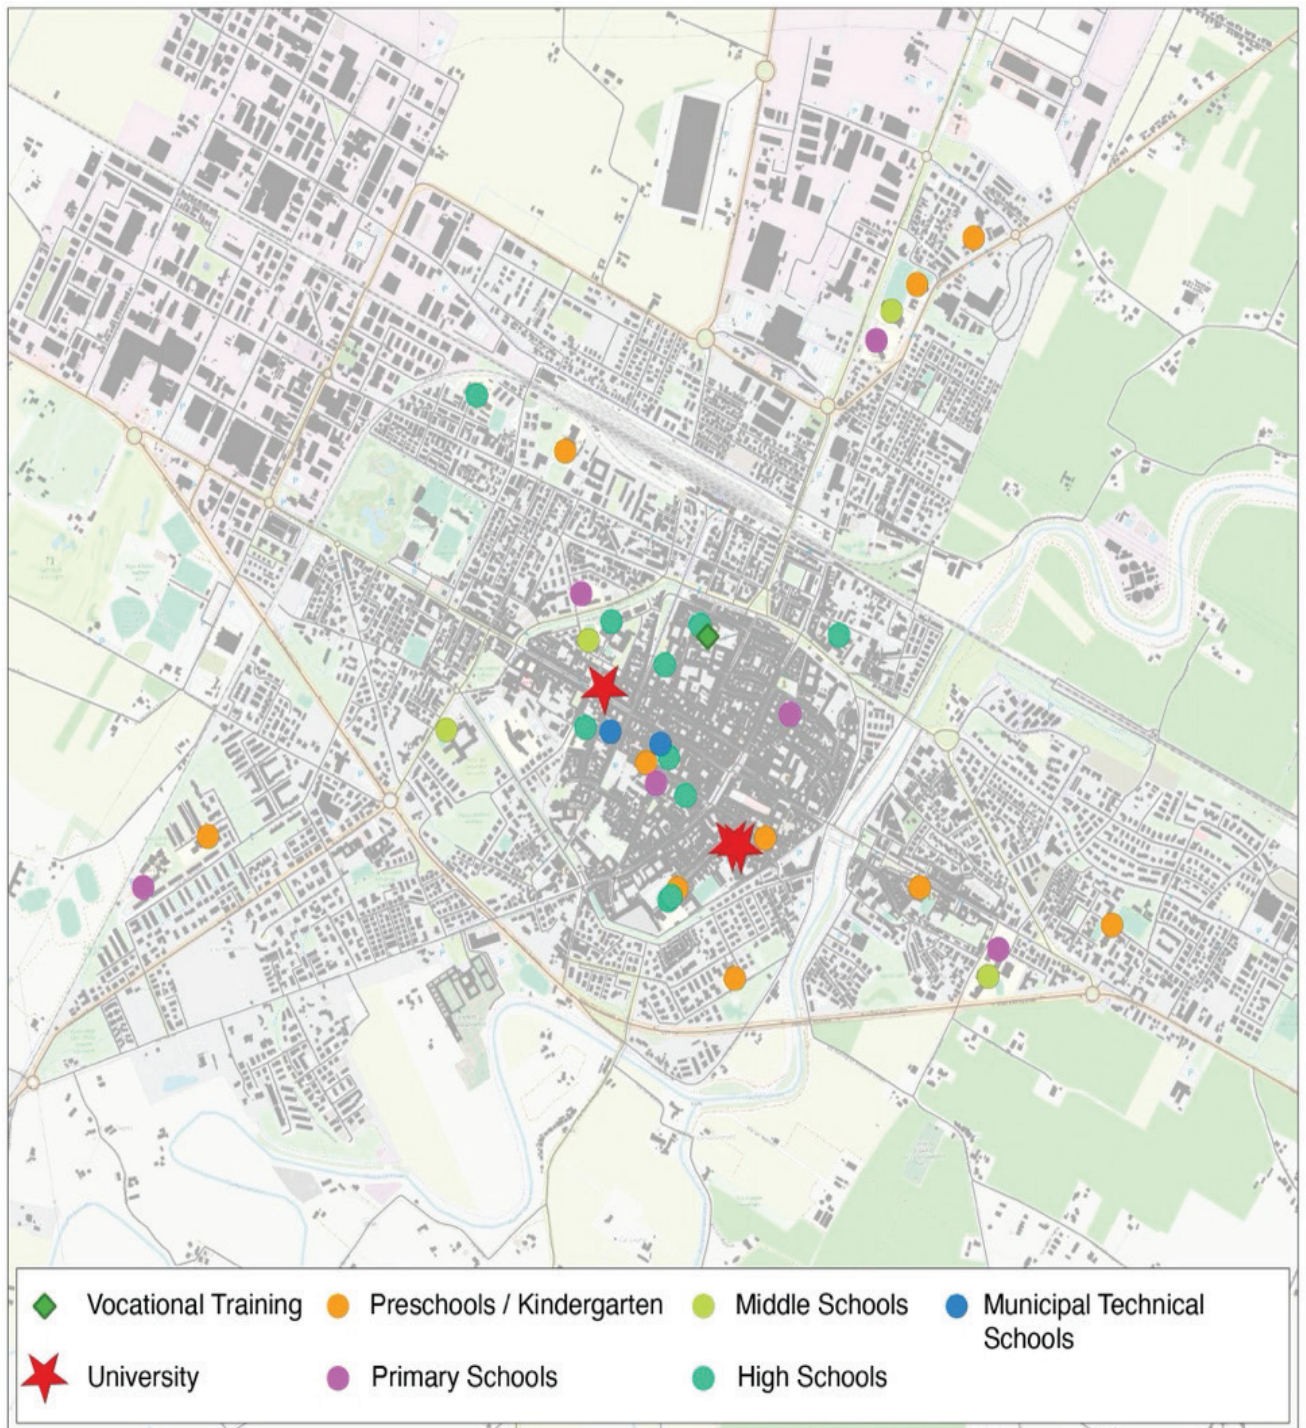 Vocational Training
Preschools / Kindergarten
Middle Schools
Municipal Technical
Schools
University
Primary Schools
High Schools